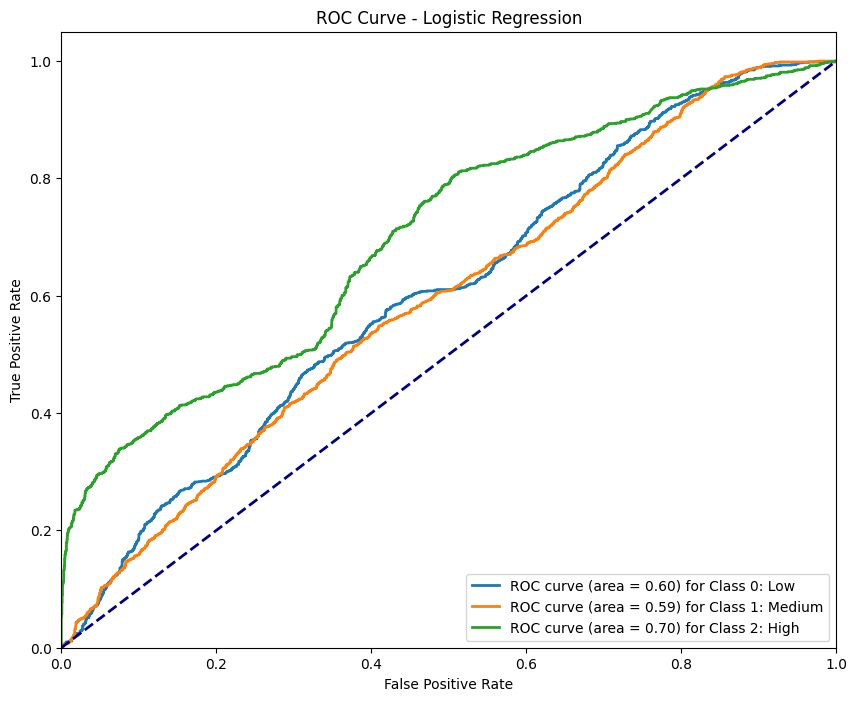 ROC Curve - Logistic Regression
1.0
0.8
0.6
0.4
0.2
0.0
True Positive Rate
ROC curve (area = 0.60) for Class 0: Low
ROC curve (area = 0.59) for Class 1: Medium
ROC curve (area = 0.70) for Class 2: High
0.0 0.2 0.4 0.6 0.8 1.0
False Positive Rate